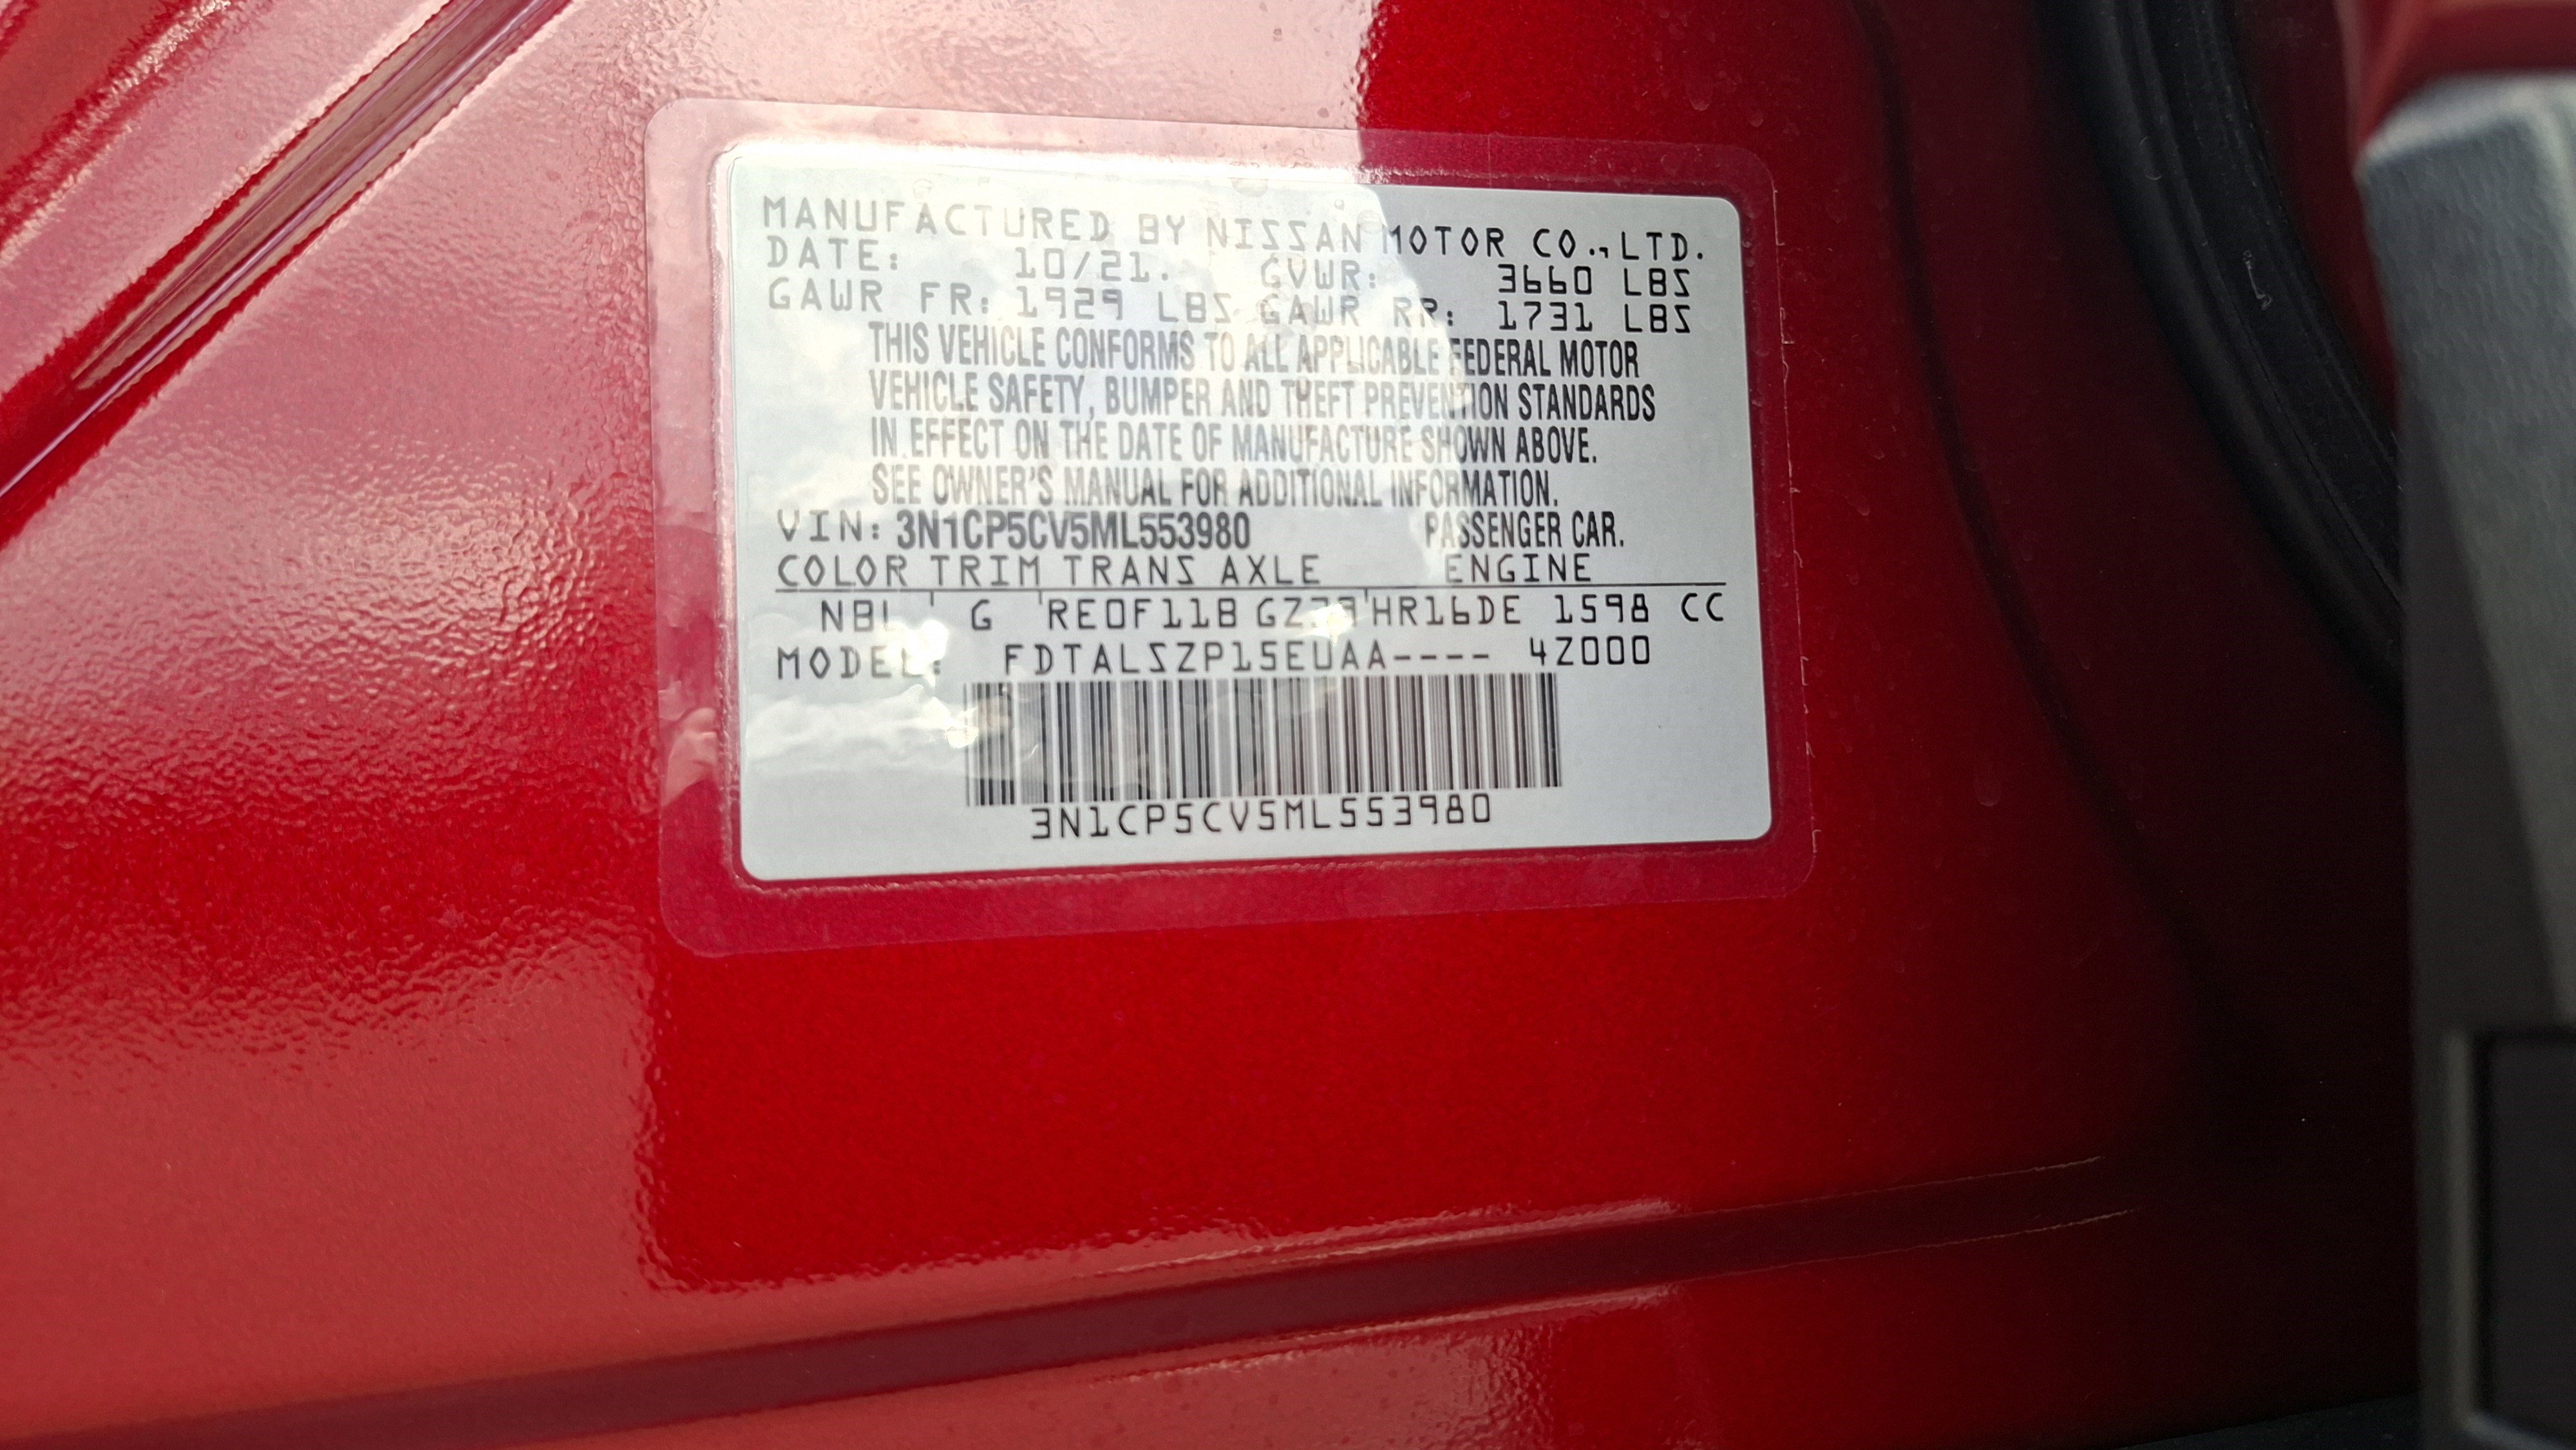 MANUFACTURED BY NISSAN MOTOR CO.,LTD.
DATE: 10/21. GVWR: 3660 LBS
GAWR FR: 1929 LBS GAWR RR: 1731 LBS
THIS VEHICLE CONFORMS TO ALL APPLICABLE FEDERAL MOTOR
VEHICLE SAFETY, BUMPER AND THEFT PREVENTION STANDARDS
IN EFFECT ON THE DATE OF MANUFACTURE SHOWN ABOVE.
SEE OWNER'S MANUAL FOR ADDITIONAL INFORMATION.
VIN: 3N1CP5CV5ML553980 PASSENGER CAR.
COLOR TRIM TRANS AXLE ENGINE
NBL G RE0F11B HR16DE 1598 CC
MODEL: FDTALSZP15EUAA---- 4Z000
3N1CP5CV5ML553980